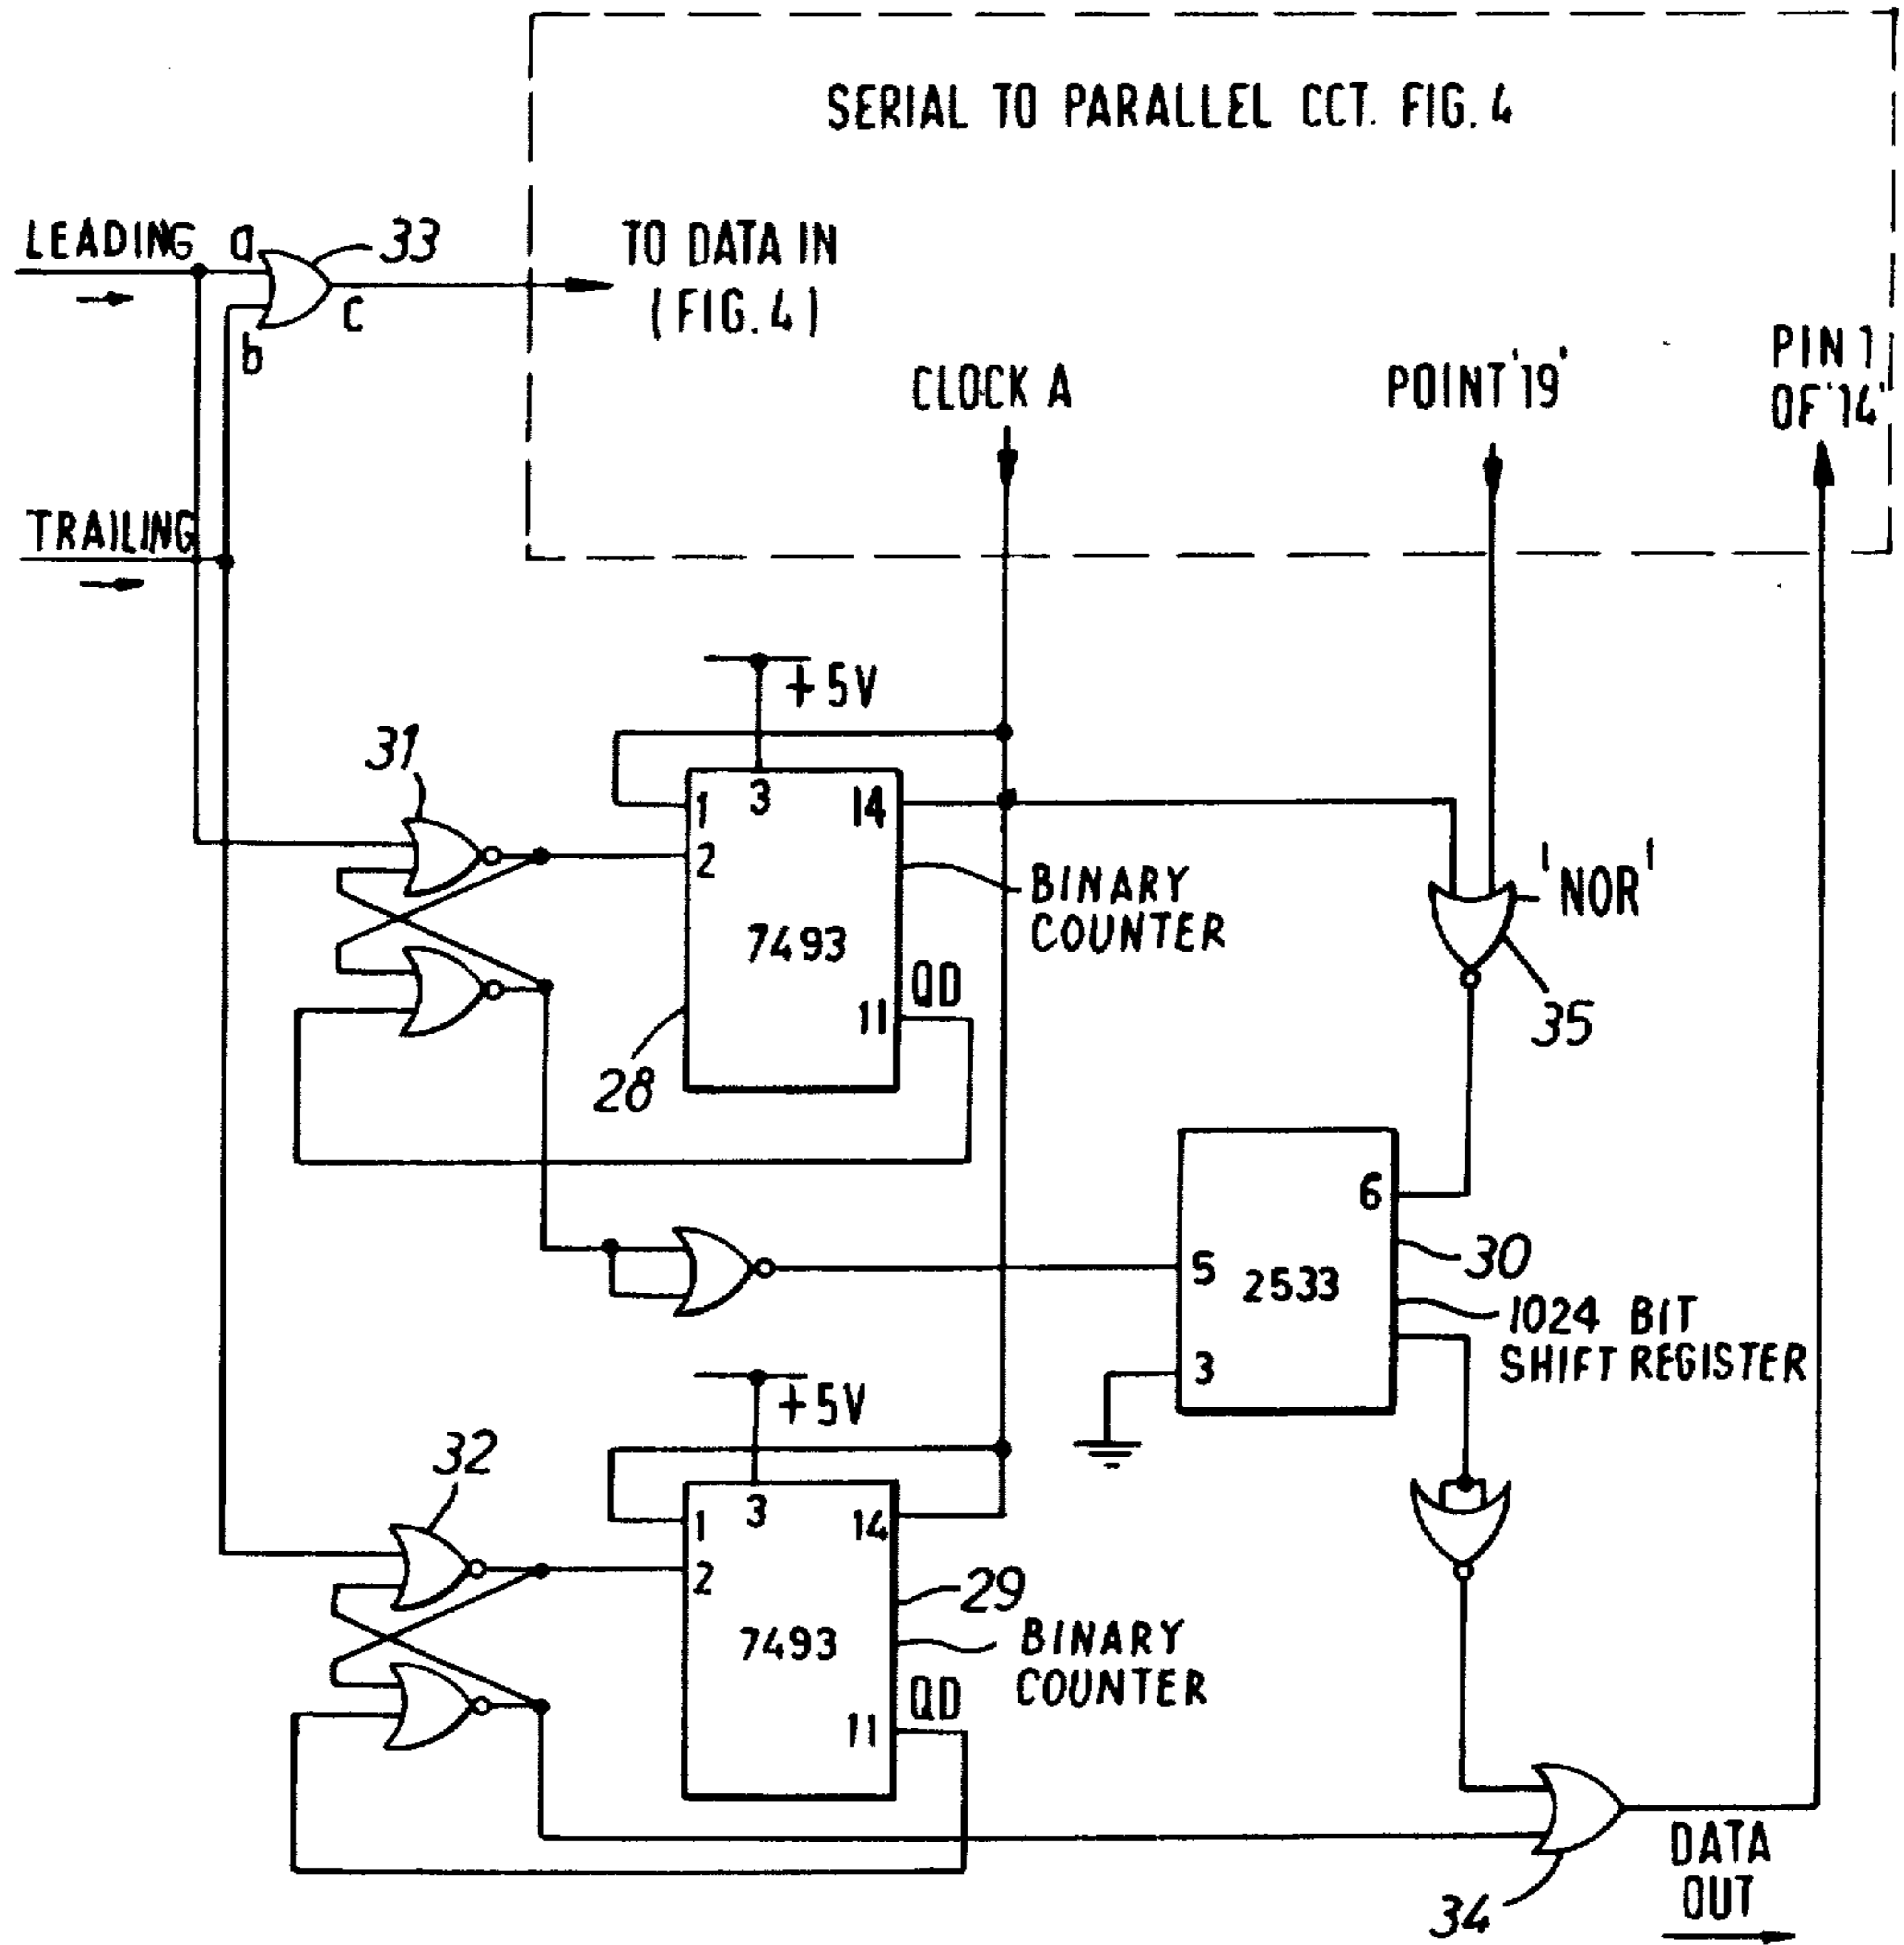 SERIAL TO PARALLEL CCT. FIG. 4
LEADING
a
33
c
b
TO DATA IN
(FIG. 4)
CLOCK A
POINT '19'
PIN 1
OF '14'
TRAILING
+5V
31
1
3
14
2
7493
QD
11
28
BINARY
COUNTER
'NOR'
35
6
5
2533
3
30
1024 BIT
SHIFT REGISTER
+5V
32
1
3
14
2
7493
29
BINARY
COUNTER
QD
11
34
DATA
OUT